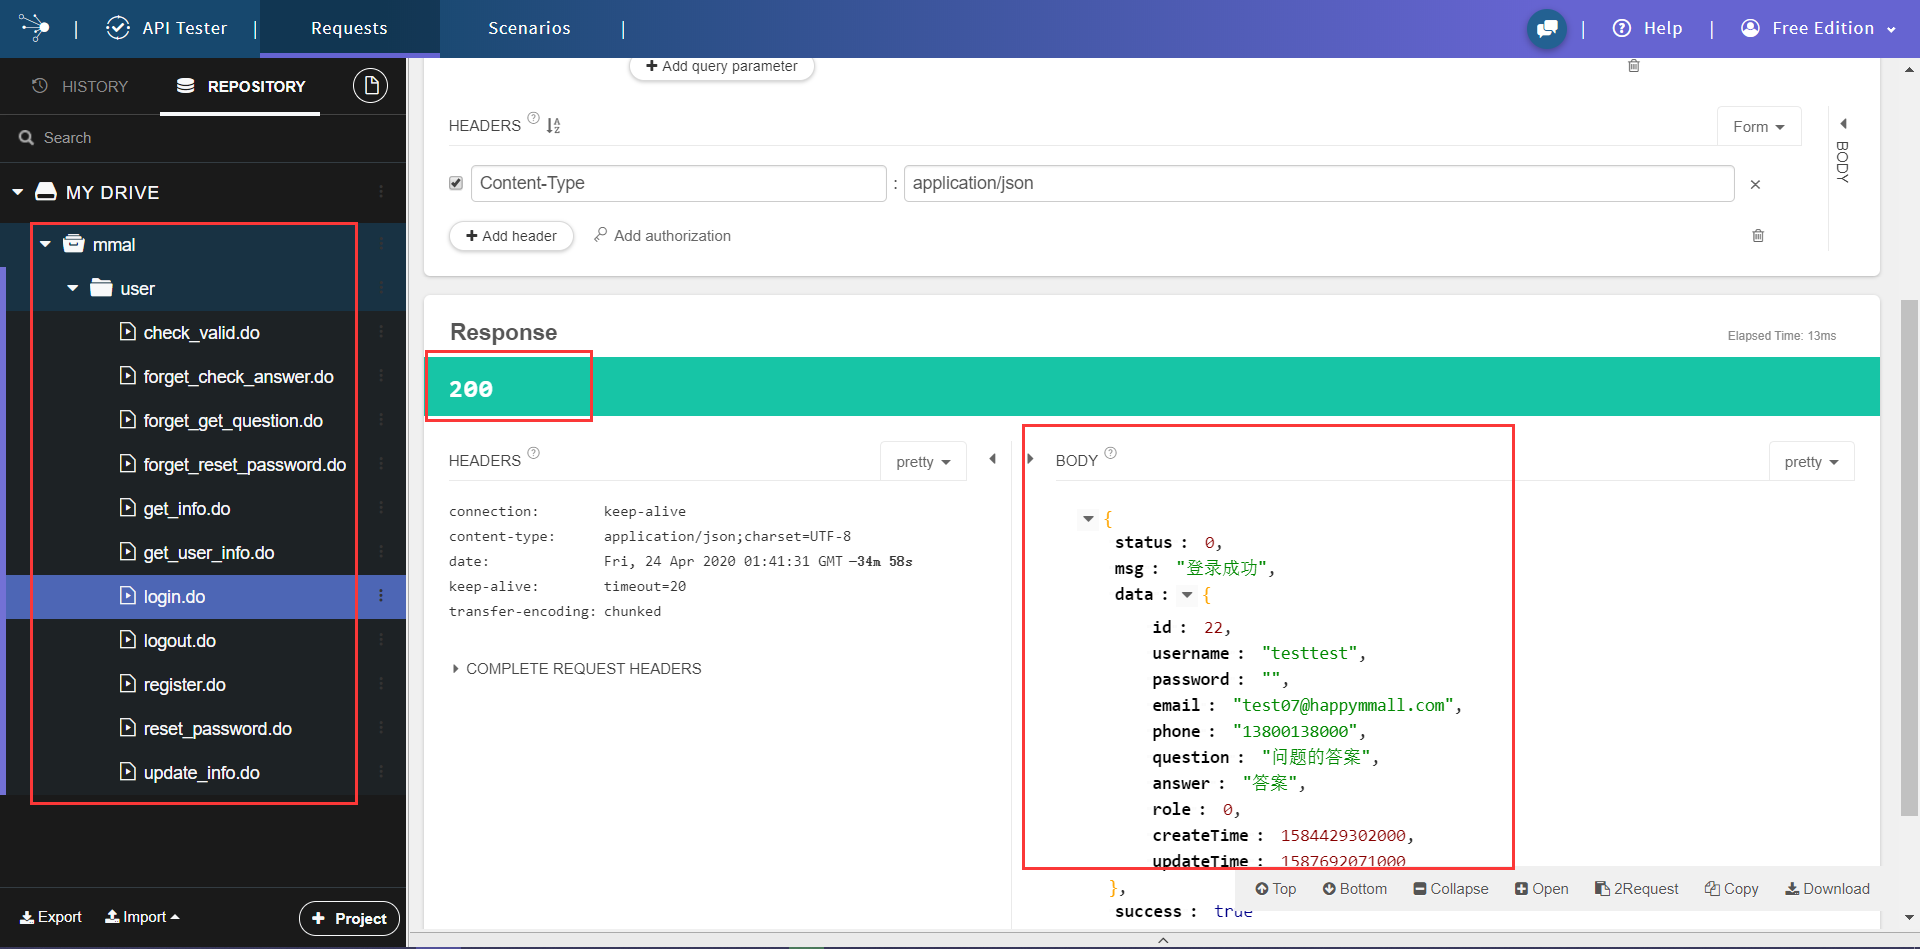 API Tester
Requests
Scenarios
Help
Free Edition
HISTORY
REPOSITORY
Search
MY DRIVE
mmal
user
check_valid.do
forget_check_answer.do
forget_get_question.do
forget_reset_password.do
get_info.do
get_user_info.do
login.do
logout.do
register.do
reset_password.do
update_info.do
Export
Import
+ Project
+ Add query parameter
HEADERS ?
Form
BODY
Content-Type : application/json ×
+ Add header
Add authorization
Response
Elapsed Time: 13ms
200
HEADERS ?
pretty
connection: keep-alive
content-type: application/json;charset=UTF-8
date: Fri, 24 Apr 2020 01:41:31 GMT -34m 58s
keep-alive: timeout=20
transfer-encoding: chunked
COMPLETE REQUEST HEADERS
BODY ?
pretty
{
status : 0,
msg : "登录成功",
data : {
id : 22,
username : "testtest",
password : "",
email : "test07@happymmall.com",
phone : "13800138000",
question : "问题的答案",
answer : "答案",
role : 0,
createTime : 1584429302000,
updateTime : 1587692071000
},
success : true
Top
Bottom
Collapse
Open
2Request
Copy
Download